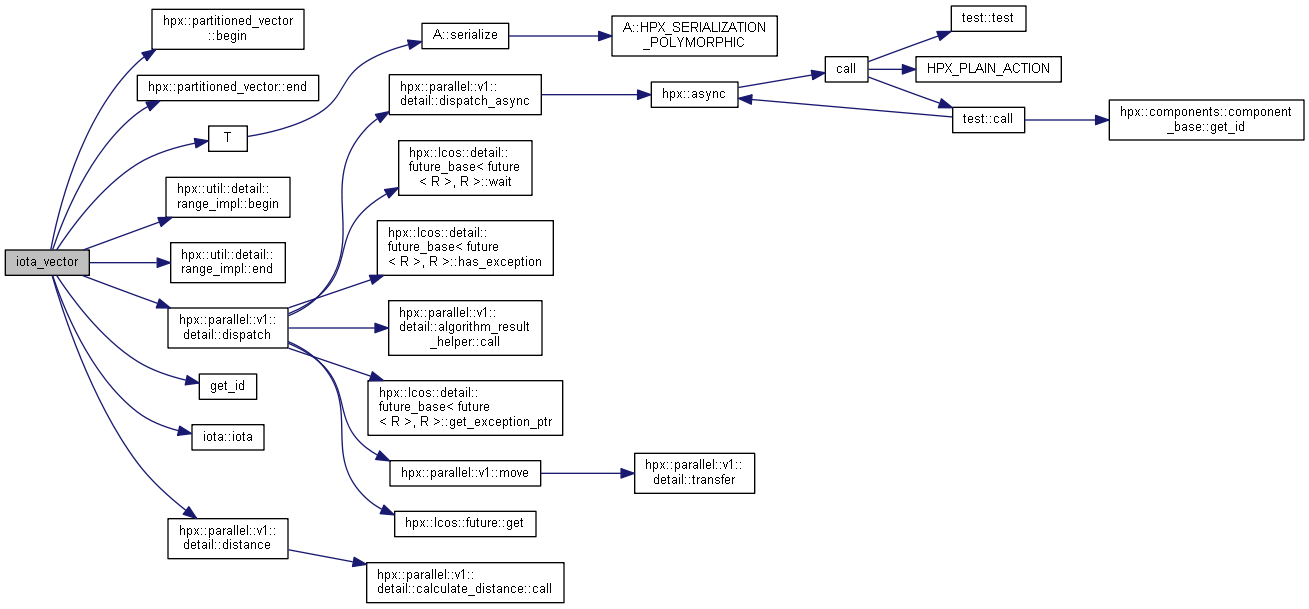 iota_vector
hpx::partitioned_vector
::begin
hpx::partitioned_vector::end
T
hpx::util::detail::
range_impl::begin
hpx::util::detail::
range_impl::end
hpx::parallel::v1::
detail::dispatch
get_id
iota::iota
hpx::parallel::v1::
detail::distance
A::serialize
A::HPX_SERIALIZATION
_POLYMORPHIC
hpx::parallel::v1::
detail::dispatch_async
hpx::lcos::detail::
future_base< future
< R >, R >::wait
hpx::lcos::detail::
future_base< future
< R >, R >::has_exception
hpx::parallel::v1::
detail::algorithm_result
_helper::call
hpx::lcos::detail::
future_base< future
< R >, R >::get_exception_ptr
hpx::parallel::v1::move
hpx::parallel::v1::
detail::transfer
hpx::lcos::future::get
hpx::parallel::v1::
detail::calculate_distance::call
hpx::async
call
test::test
HPX_PLAIN_ACTION
test::call
hpx::components::component
_base::get_id